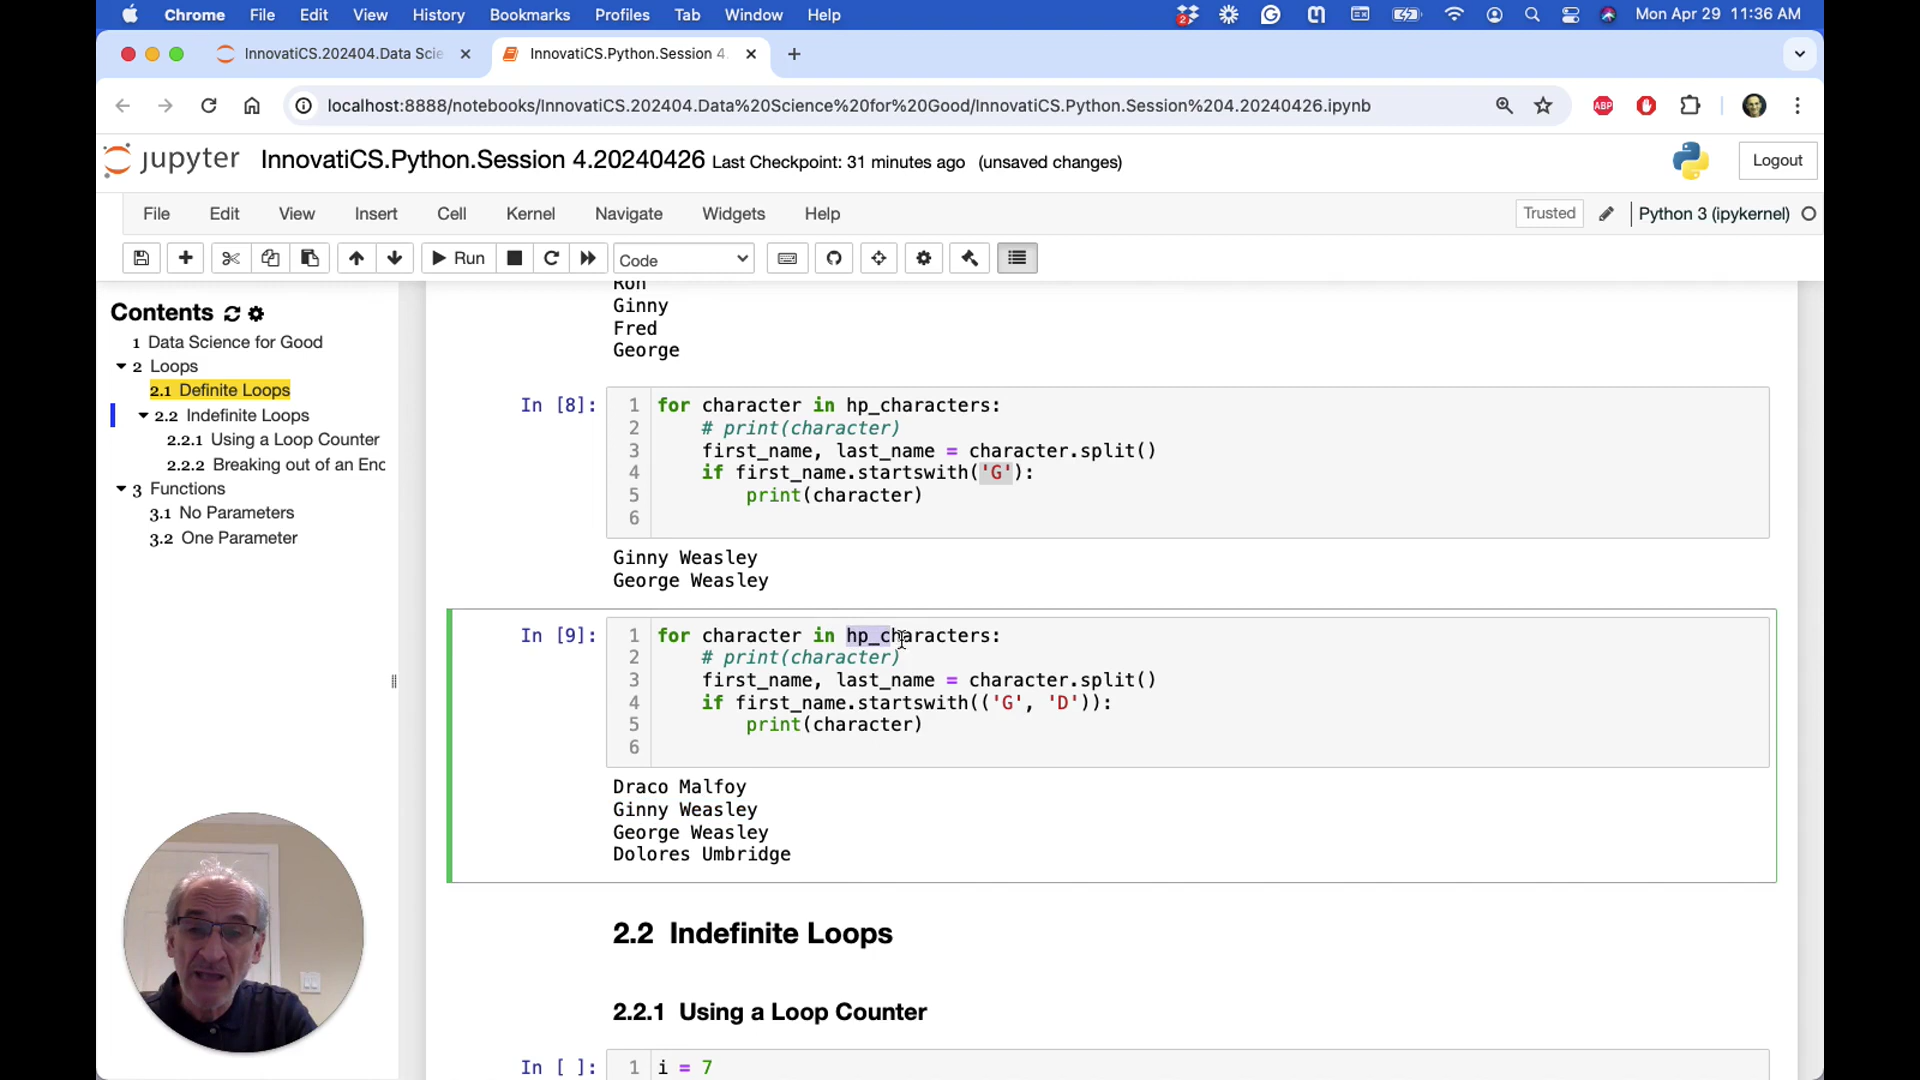 Chrome File Edit View History Bookmarks Profiles Tab Window Help 2 Mon Apr 29 11:36 AM
InnovatiCS.202404.Data Scie InnovatiCS.Python.Session 4.
localhost:8888/notebooks/InnovatiCS.202404.Data%20Science%20for%20Good/InnovatiCS.Python.Session%204.20240426.ipynb ABP
jupyter InnovatiCS.Python.Session 4.20240426 Last Checkpoint: 31 minutes ago (unsaved changes) Logout
File Edit View Insert Cell Kernel Navigate Widgets Help Trusted Python 3 (ipykernel)
Run Code
Contents
1 Data Science for Good
2 Loops
2.1 Definite Loops
2.2 Indefinite Loops
2.2.1 Using a Loop Counter
2.2.2 Breaking out of an End
3 Functions
3.1 No Parameters
3.2 One Parameter
Ron
Ginny
Fred
George
In [8]: 1 for character in hp_characters:
2 # print(character)
3 first_name, last_name = character.split()
4 if first_name.startswith('G'):
5 print(character)
6
Ginny Weasley
George Weasley
In [9]: 1 for character in hp_characters:
2 # print(character)
3 first_name, last_name = character.split()
4 if first_name.startswith(('G', 'D')):
5 print(character)
6
Draco Malfoy
Ginny Weasley
George Weasley
Dolores Umbridge
2.2 Indefinite Loops
2.2.1 Using a Loop Counter
In [ ]: 1 i = 7